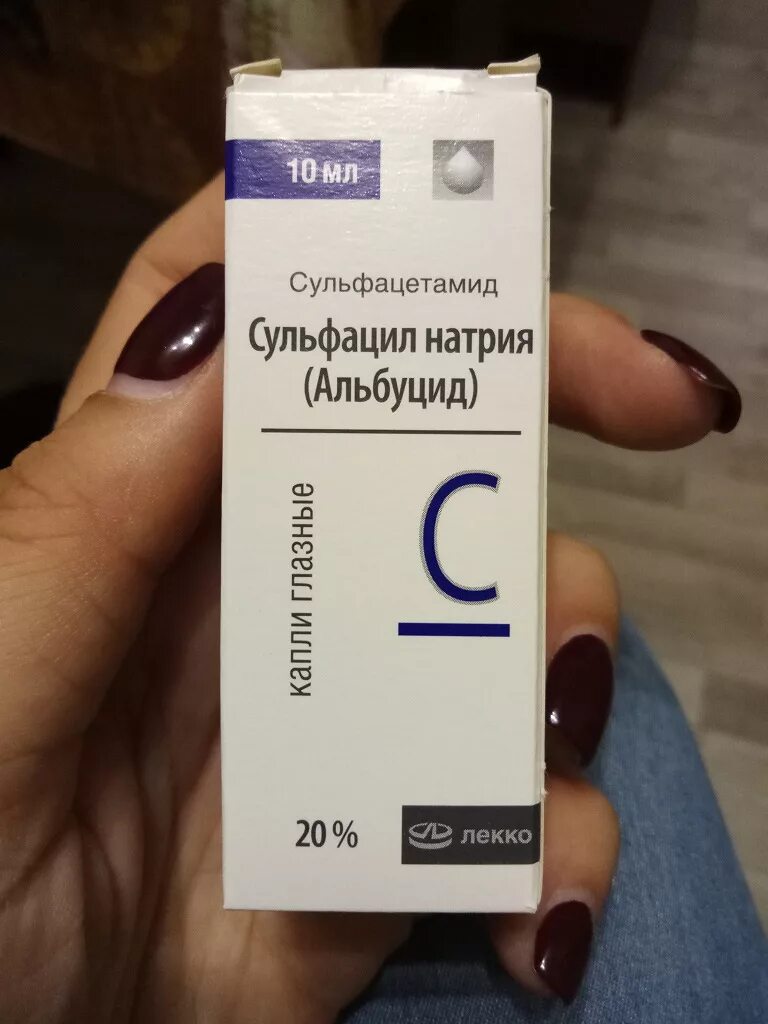 10 мл
Сульфацетамид
Сульфацил натрия
(Альбуцид)
капли глазные
С
20 %
лекко